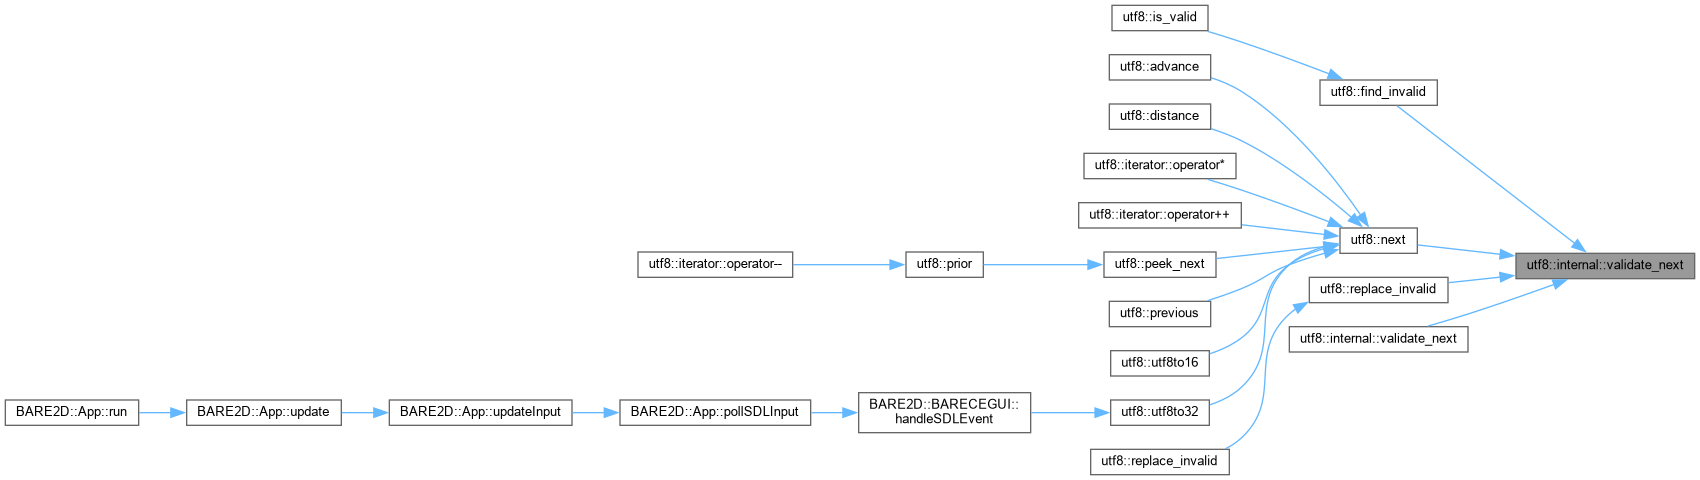 utf8::is_valid
utf8::advance
utf8::find_invalid
utf8::distance
utf8::iterator::operator*
utf8::iterator::operator++
utf8::next
utf8::iterator::operator--
utf8::prior
utf8::peek_next
utf8::internal::validate_next
utf8::replace_invalid
utf8::previous
utf8::internal::validate_next
utf8::utf8to16
BARE2D::App::run
BARE2D::App::update
BARE2D::App::updateInput
BARE2D::App::pollSDLInput
BARE2D::BARECEGUI::
handleSDLEvent
utf8::utf8to32
utf8::replace_invalid